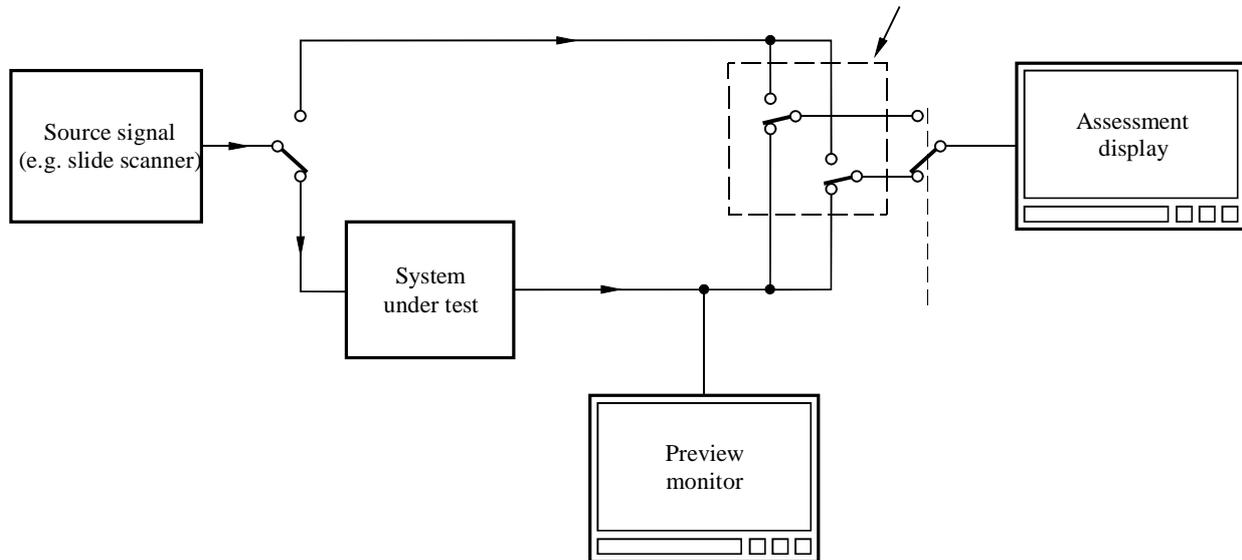 Source signal
(e.g. slide scanner)
System
under test
Assessment
display
Preview
monitor